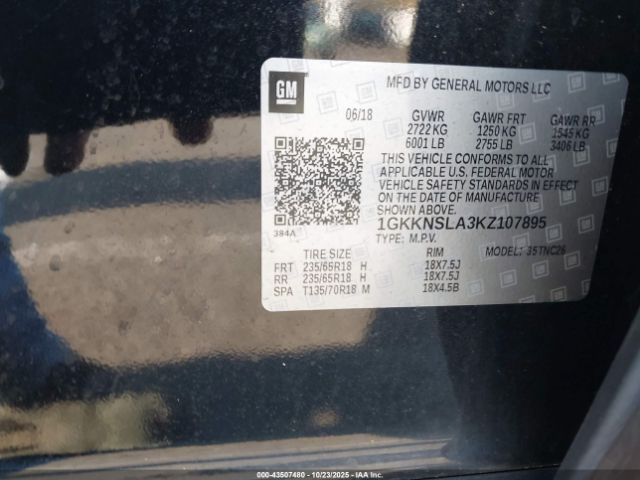 GM
MFD BY GENERAL MOTORS LLC
06/18 GVWR GAWR FRT GAWR RR
2722 KG 1250 KG 1545 KG
6001 LB 2755 LB 3406 LB
THIS VEHICLE CONFORMS TO ALL
APPLICABLE U.S. FEDERAL MOTOR
VEHICLE SAFETY STANDARDS IN EFFECT
ON THE DATE OF MANUFACTURE
SHOWN ABOVE.
1GKKNSLA3KZ107895
384A
TYPE: M.P.V. MODEL: 35TNC26
TIRE SIZE RIM
FRT 235/65R18 H 18X7.5J
RR 235/65R18 H 18X7.5J
SPA T135/70R18 M 18X4.5B
© IAA - 43507480 - 10/23/2025 - IAAI.COM